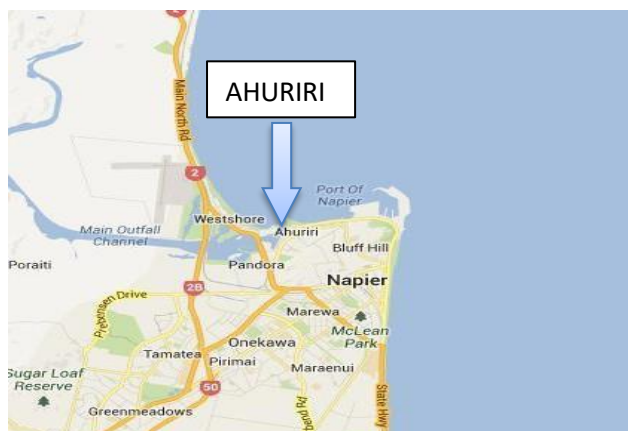 2
AHURIRI
Main North Rd
2
Port Of
Napier
Westshore
Main Outfall
Channel
Ahuriri
Bluff Hill
Poraiti
Pandora
Napier
2B
Prebensen Drive
Marewa
McLean
Park
Onekawa
Tamatea
Pirimai
Maraenui
Sugar Loaf
Reserve
50
State Hwy
Greenmeadows